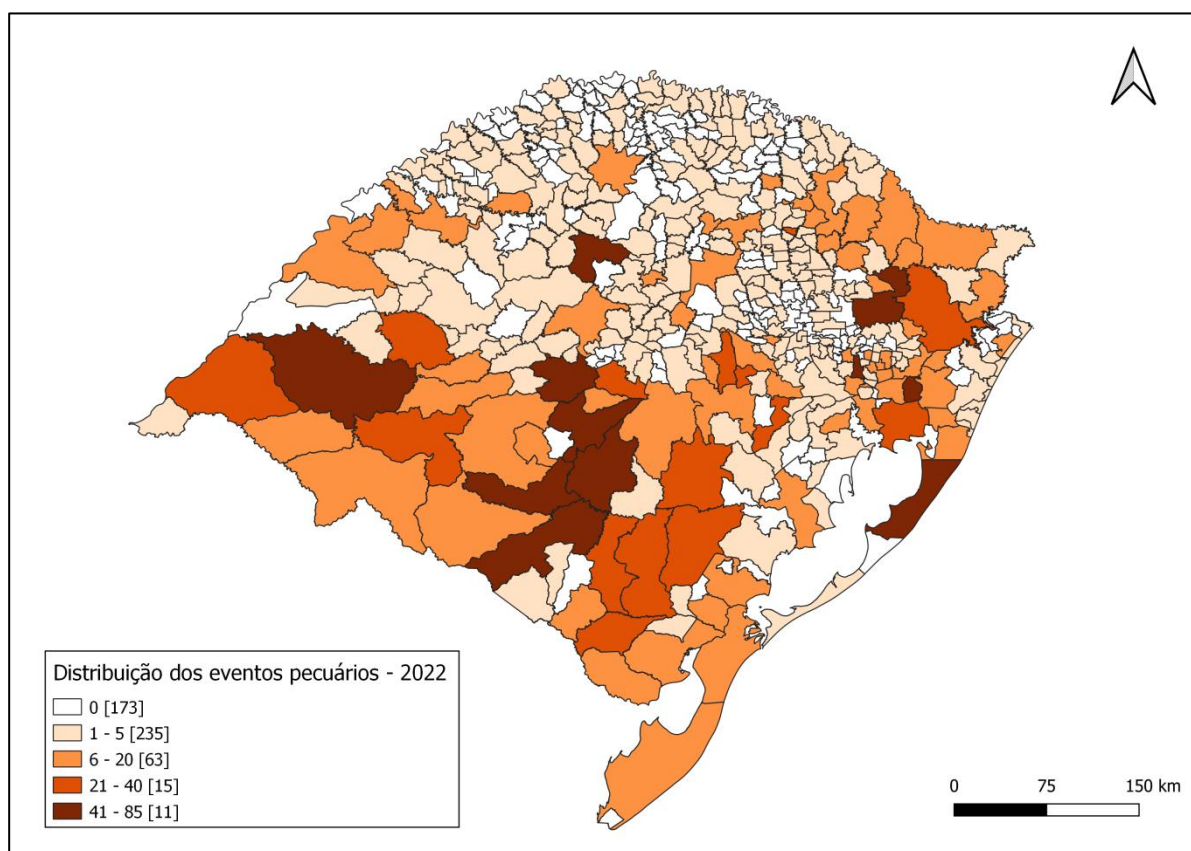 Distribuição dos eventos pecuários - 2022
0 [173]
1 - 5 [235]
6 - 20 [63]
21 - 40 [15]
41 - 85 [11]
0 75 150 km